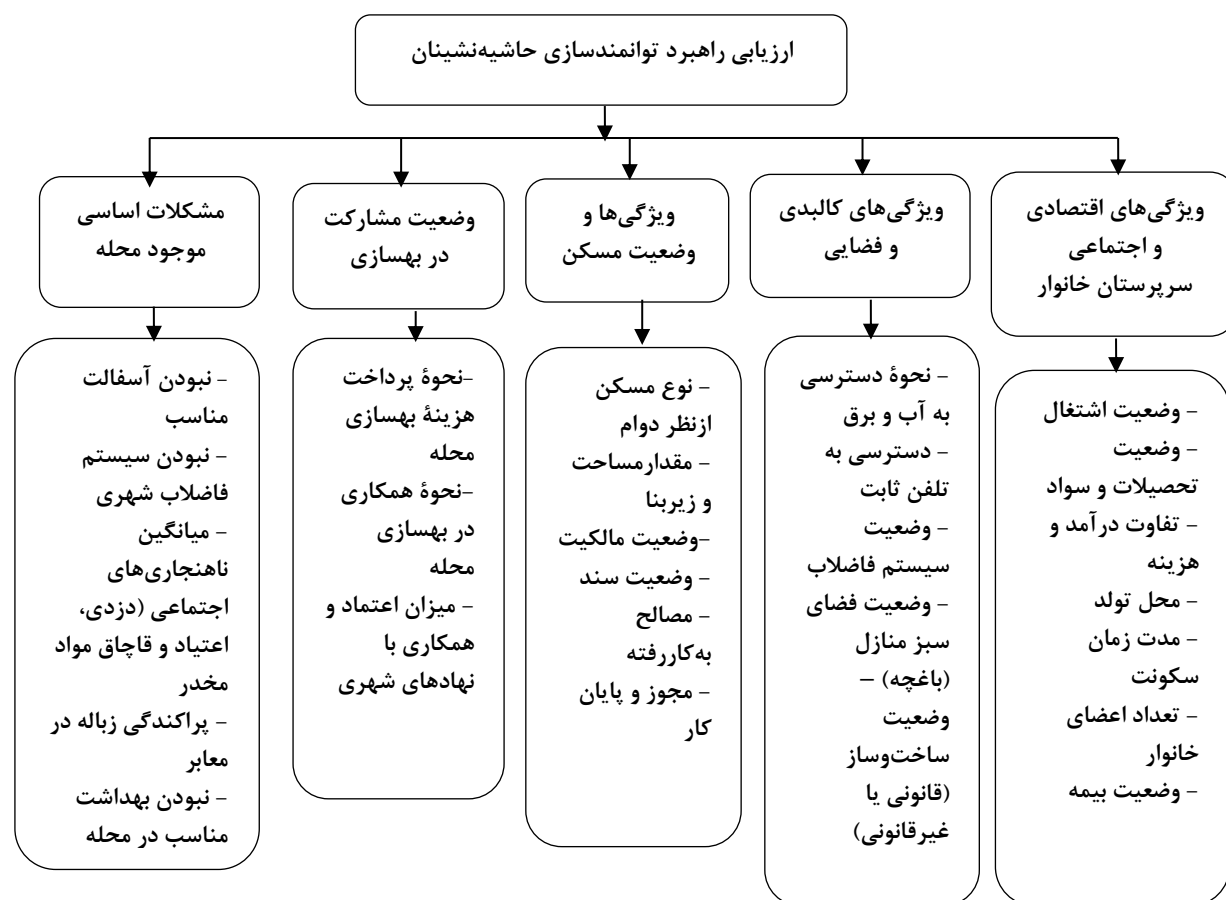 ارزیابی راهبرد توانمندسازی حاشیه‌نشینان
ویژگی‌های اقتصادی
و اجتماعی
سرپرستان خانوار
ویژگی‌های کالبدی
و فضایی
ویژگی‌ها و
وضعیت مسکن
وضعیت مشارکت
در بهسازی
مشکلات اساسی
موجود محله
- وضعیت اشتغال
- وضعیت
تحصیلات و سواد
- تفاوت درآمد و
هزینه
- محل تولد
- مدت زمان
سکونت
- تعداد اعضای
خانوار
- وضعیت بیمه
- نحوۀ دسترسی
به آب و برق
- دسترسی به
تلفن ثابت
- وضعیت
سیستم فاضلاب
- وضعیت فضای
سبز منازل
(باغچه) –
وضعیت
ساخت‌وساز
(قانونی یا
غیرقانونی)
- نوع مسکن
ازنظر دوام
- مقدارمساحت
و زیربنا
-وضعیت مالکیت
- وضعیت سند
- مصالح
به‌کاررفته
- مجوز و پایان
کار
-نحوۀ پرداخت
هزینۀ بهسازی
محله
-نحوۀ همکاری
در بهسازی
محله
- میزان اعتماد و
همکاری با
نهادهای شهری
- نبودن آسفالت
مناسب
- نبودن سیستم
فاضلاب شهری
- میانگین
ناهنجاری‌های
اجتماعی (دزدی،
اعتیاد و قاچاق مواد
مخدر
- پراکندگی زباله در
معابر
- نبودن بهداشت
مناسب در محله